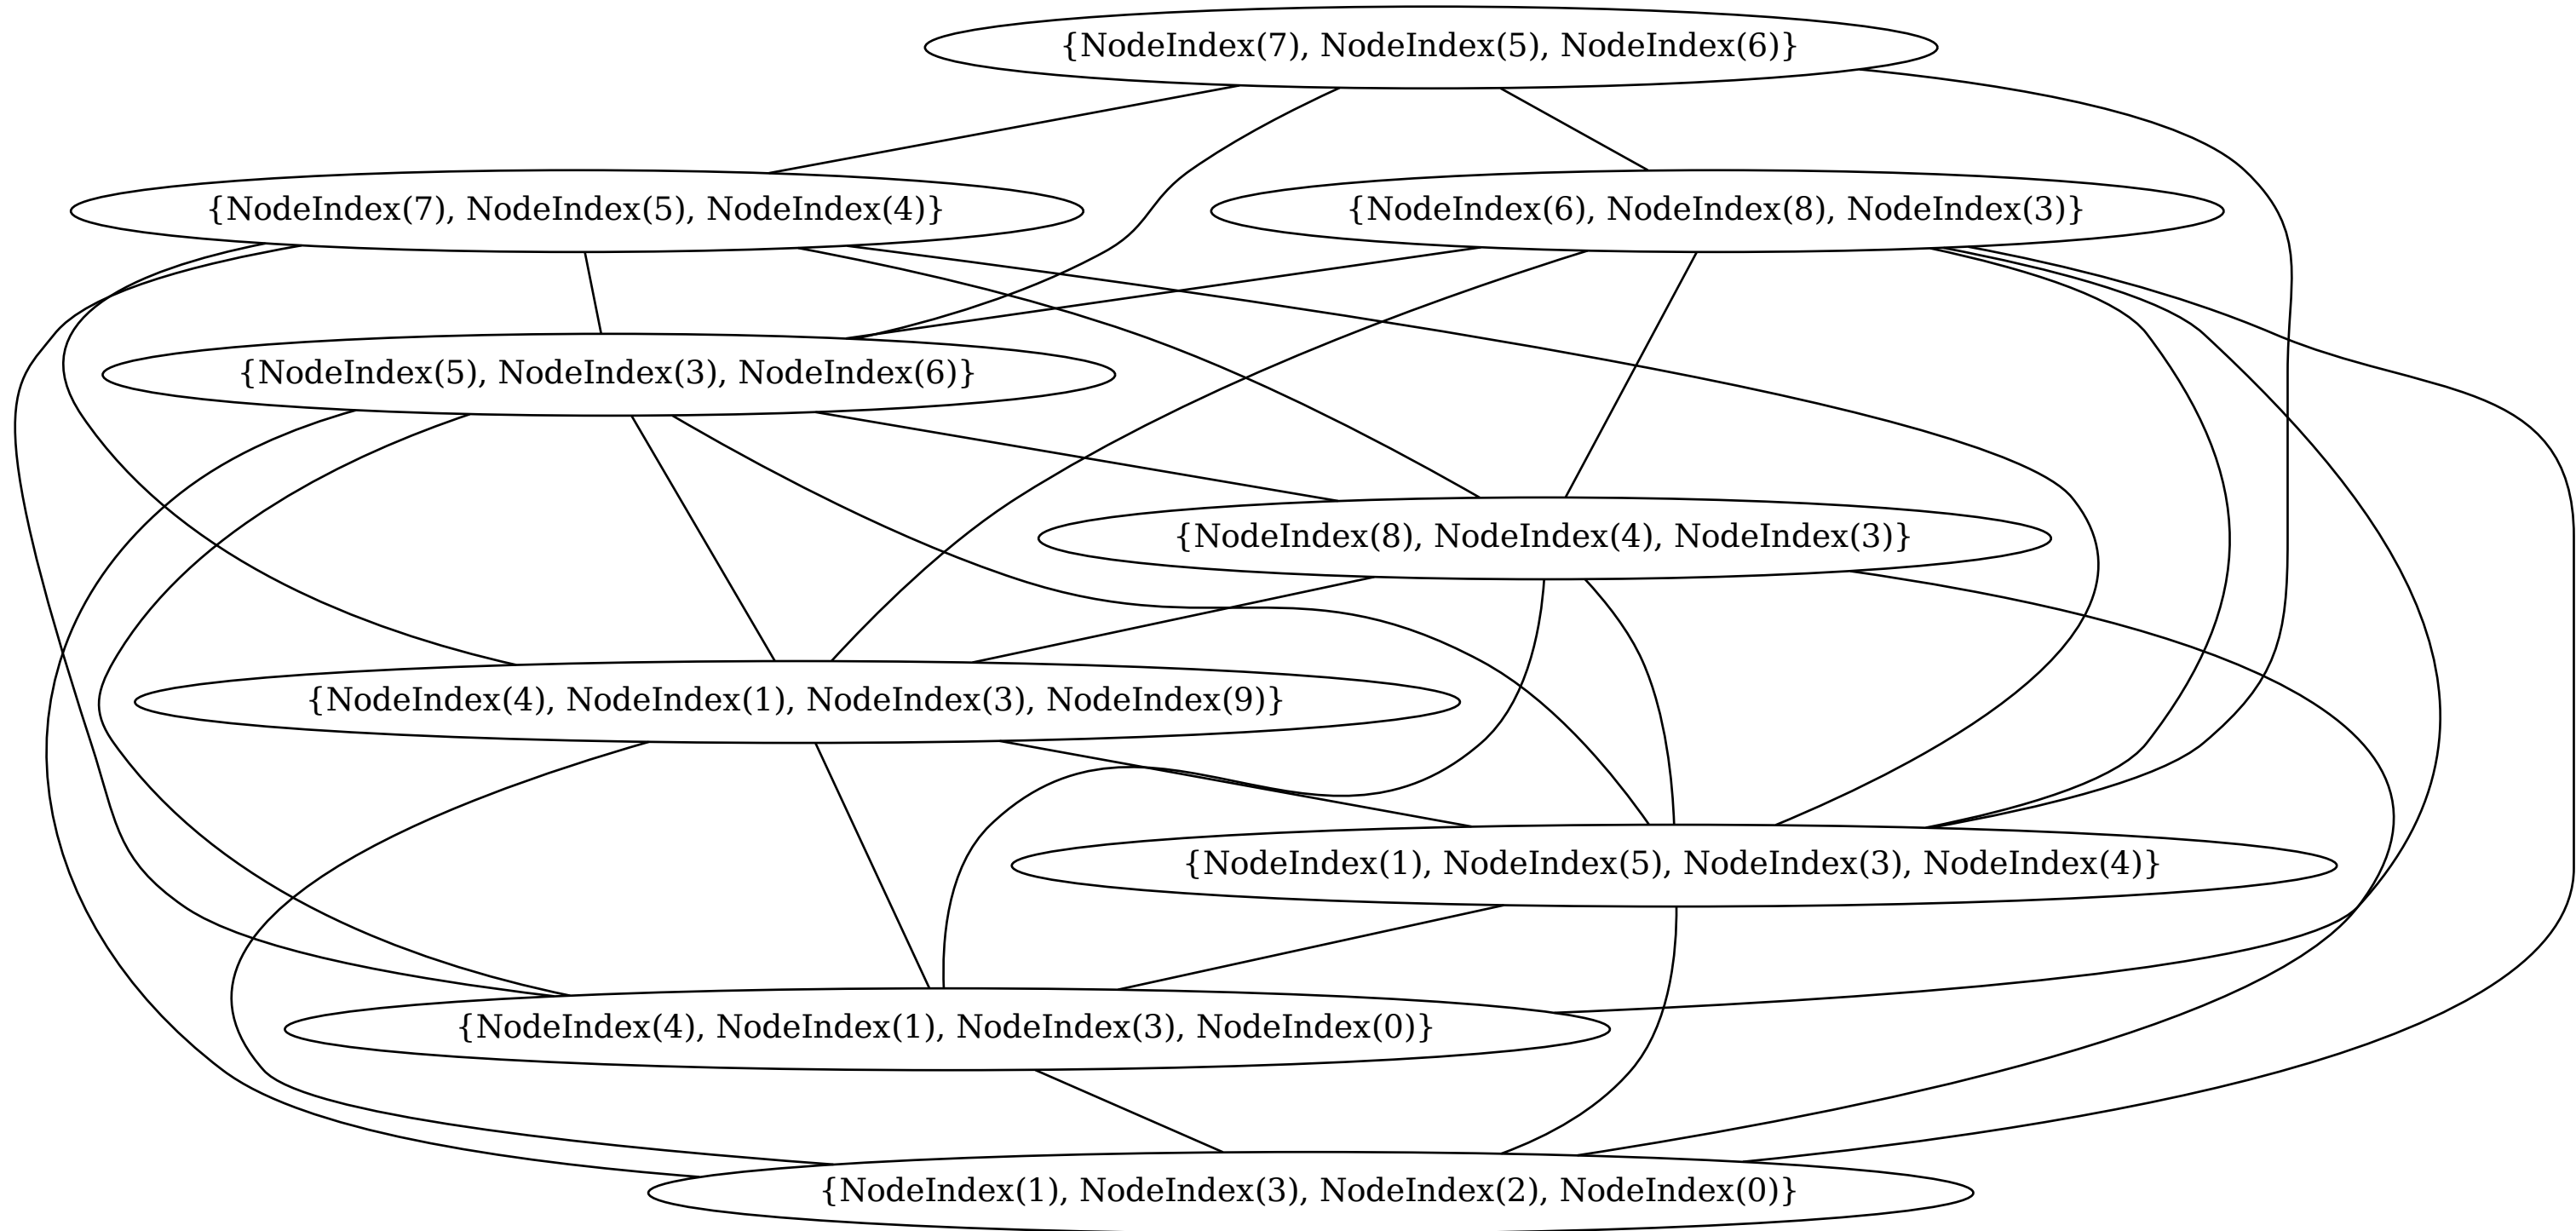 {NodeIndex(7), NodeIndex(5), NodeIndex(6)}
{NodeIndex(7), NodeIndex(5), NodeIndex(4)}
{NodeIndex(6), NodeIndex(8), NodeIndex(3)}
{NodeIndex(5), NodeIndex(3), NodeIndex(6)}
{NodeIndex(8), NodeIndex(4), NodeIndex(3)}
{NodeIndex(4), NodeIndex(1), NodeIndex(3), NodeIndex(9)}
{NodeIndex(1), NodeIndex(5), NodeIndex(3), NodeIndex(4)}
{NodeIndex(4), NodeIndex(1), NodeIndex(3), NodeIndex(0)}
{NodeIndex(1), NodeIndex(3), NodeIndex(2), NodeIndex(0)}